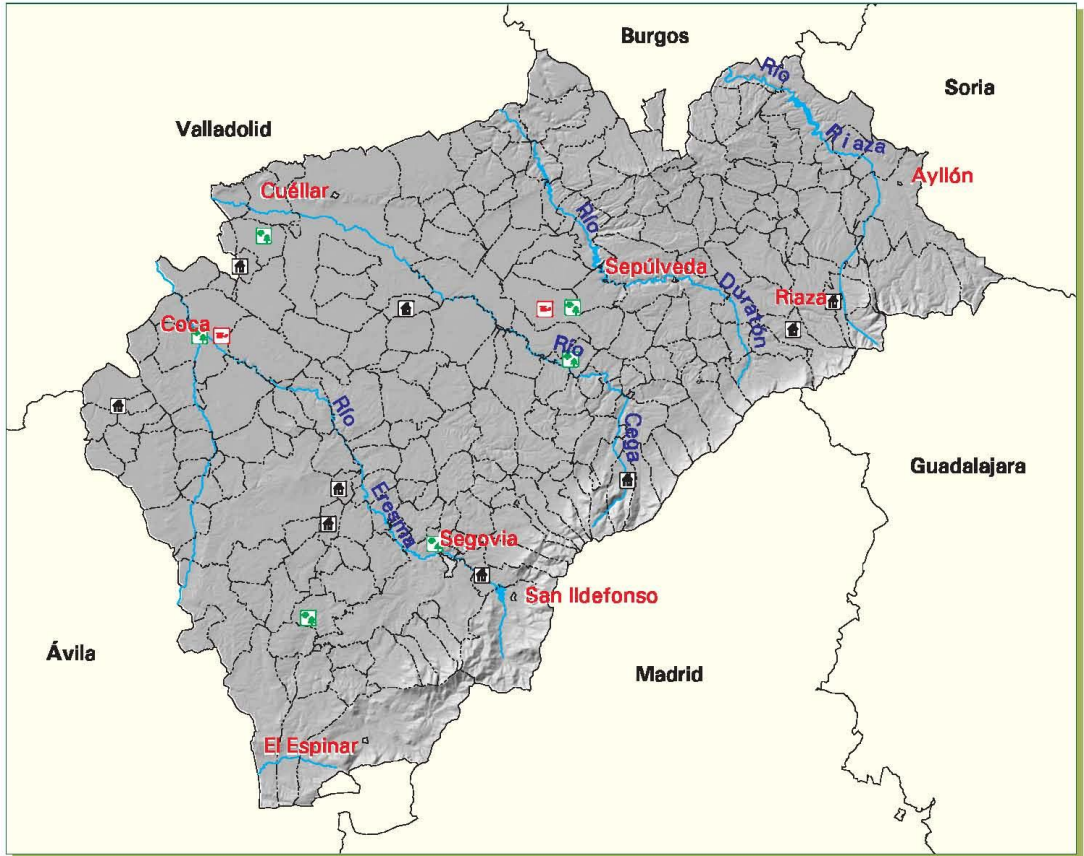 Burgos
Soria
Valladolid
Río
Riaza
Ayllón
Cuéllar
Río
Sepúlveda
Duratón
Riaza
Coca
Río
Río
Cega
Guadalajara
Eresma
Segovia
San Ildefonso
Ávila
Madrid
El Espinar